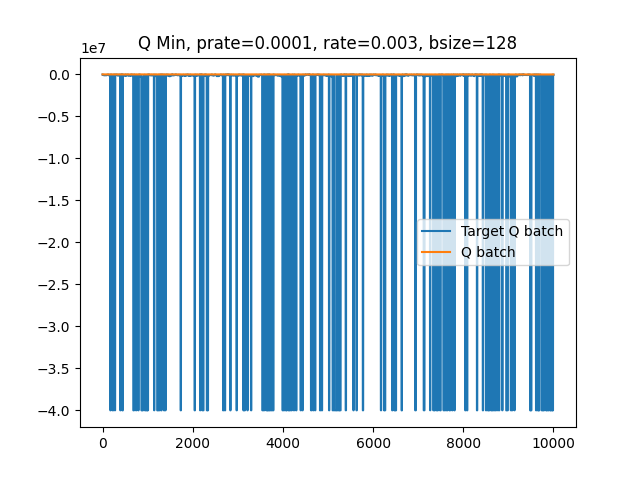 Q Min, prate=0.0001, rate=0.003, bsize=128
1e7
0.0
−0.5
−1.0
−1.5
−2.0
−2.5
−3.0
−3.5
−4.0
Target Q batch
Q batch
0 2000 4000 6000 8000 10000